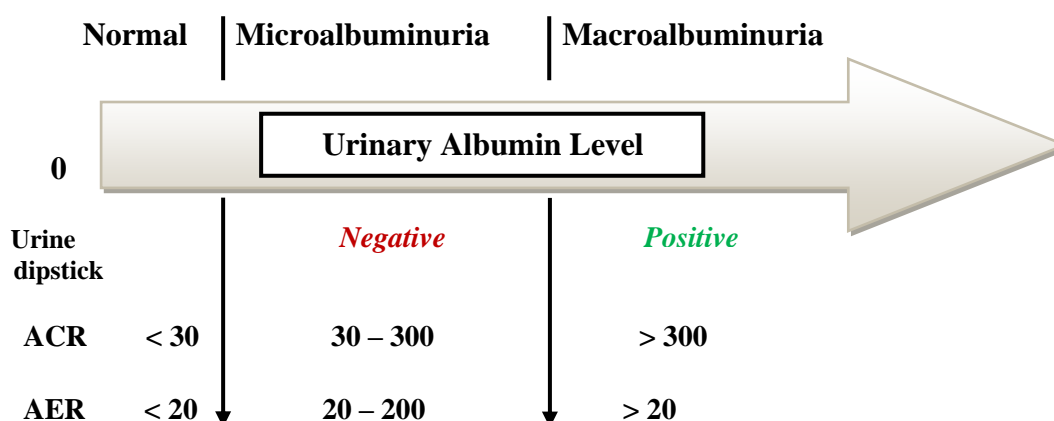 Normal Microalbuminuria Macroalbuminuria
Urinary Albumin Level
0
Urine Negative Positive
dipstick
ACR < 30 30 – 300 > 300
AER < 20 20 – 200 > 20